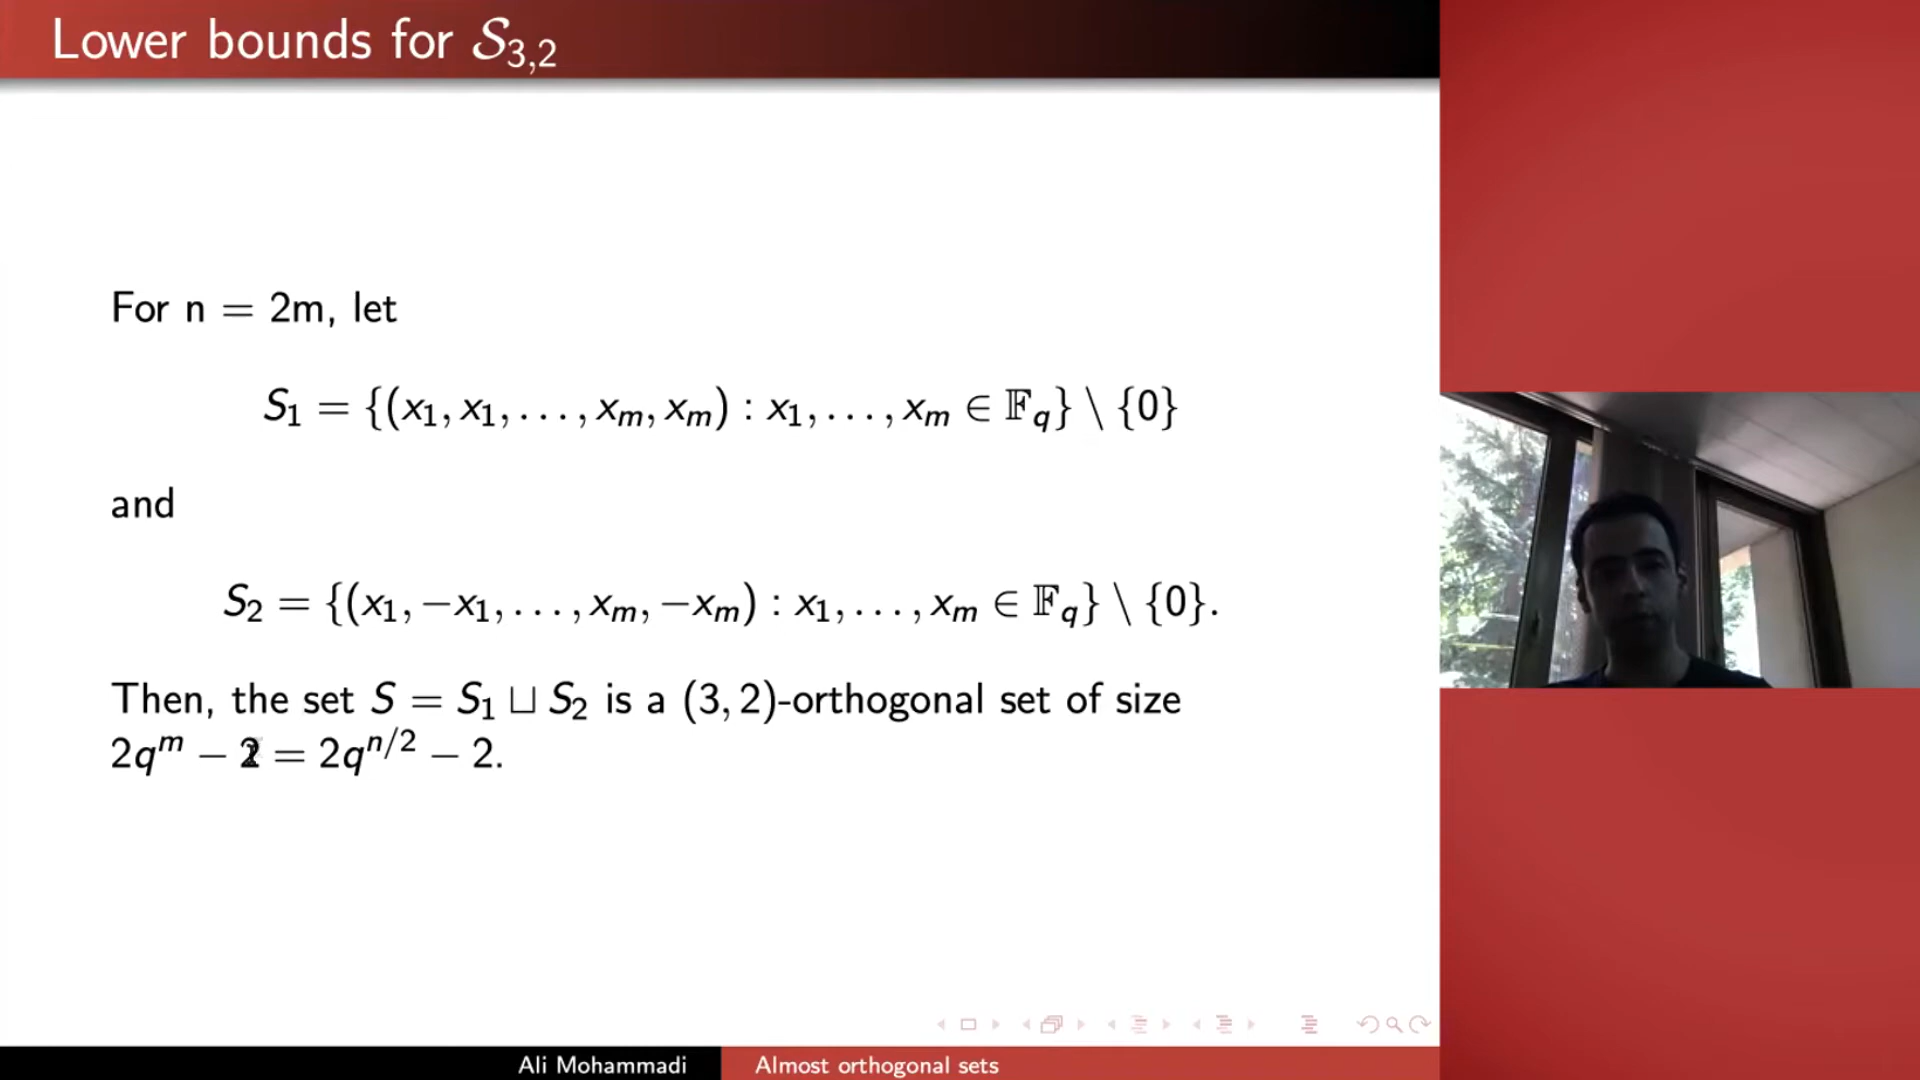 Lower bounds for 𝒮₃,₂
For n = 2m, let
S₁ = {(x₁, x₁, . . . , xₘ, xₘ) : x₁, . . . , xₘ ∈ 𝔽_q} \ {0}
and
S₂ = {(x₁, −x₁, . . . , xₘ, −xₘ) : x₁, . . . , xₘ ∈ 𝔽_q} \ {0}.
Then, the set S = S₁ ⊔ S₂ is a (3, 2)-orthogonal set of size
2qᵐ − 2 = 2q^{n/2} − 2.
Ali Mohammadi
Almost orthogonal sets